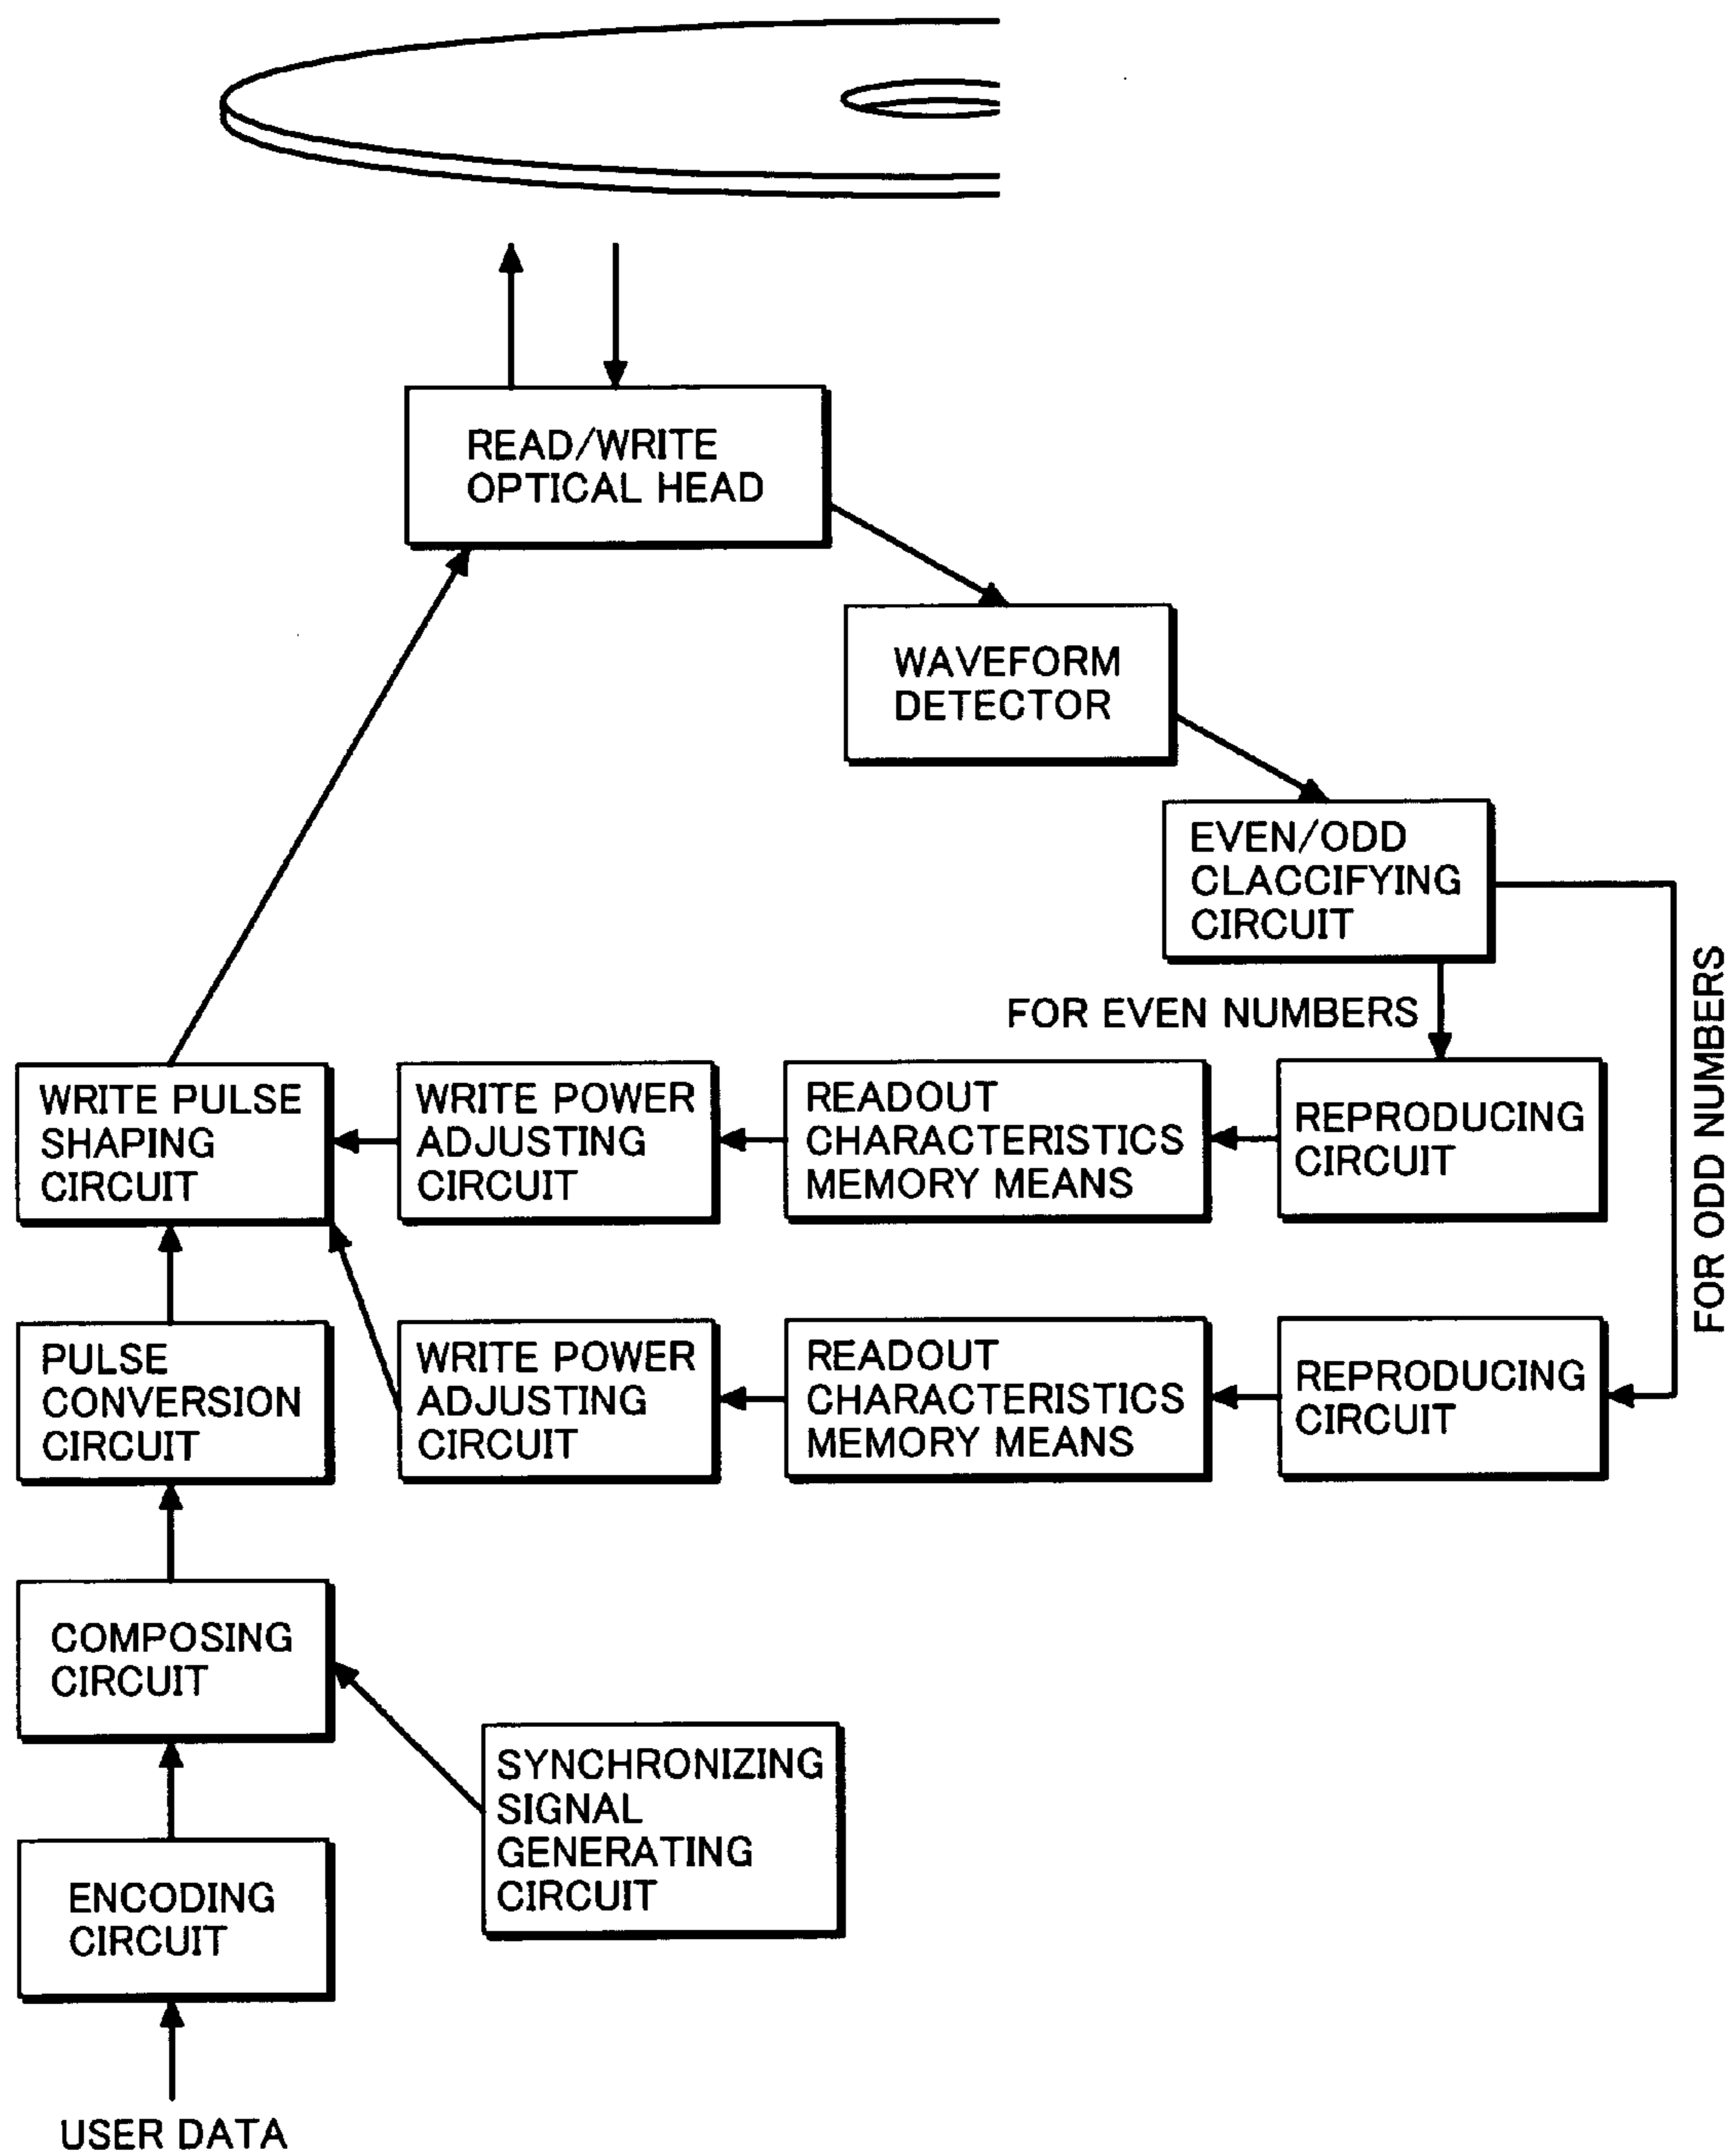 READ/WRITE
OPTICAL HEAD
WAVEFORM
DETECTOR
EVEN/ODD
CLACCIFYING
CIRCUIT
FOR EVEN NUMBERS
FOR ODD NUMBERS
WRITE PULSE
SHAPING
CIRCUIT
WRITE POWER
ADJUSTING
CIRCUIT
READOUT
CHARACTERISTICS
MEMORY MEANS
REPRODUCING
CIRCUIT
PULSE
CONVERSION
CIRCUIT
WRITE POWER
ADJUSTING
CIRCUIT
READOUT
CHARACTERISTICS
MEMORY MEANS
REPRODUCING
CIRCUIT
COMPOSING
CIRCUIT
SYNCHRONIZING
SIGNAL
GENERATING
CIRCUIT
ENCODING
CIRCUIT
USER DATA